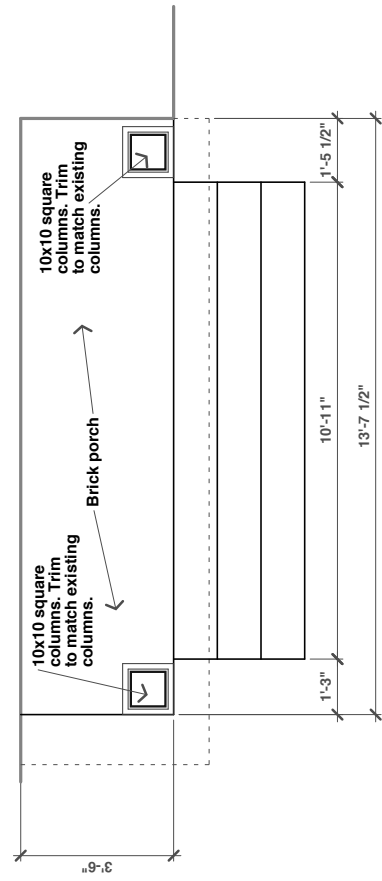 10x10 square
columns. Trim
to match existing
columns.
Brick porch
10x10 square
columns. Trim
to match existing
columns.
3'-6"
1'-3"
10'-11"
1'-5 1/2"
13'-7 1/2"